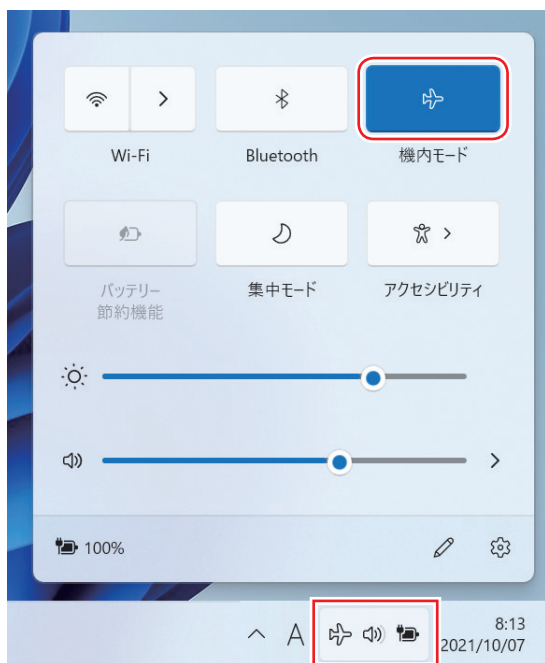 Wi-Fi
Bluetooth
機内モード
バッテリー
節約機能
集中モード
アクセシビリティ
100%
A
8:13
2021/10/07